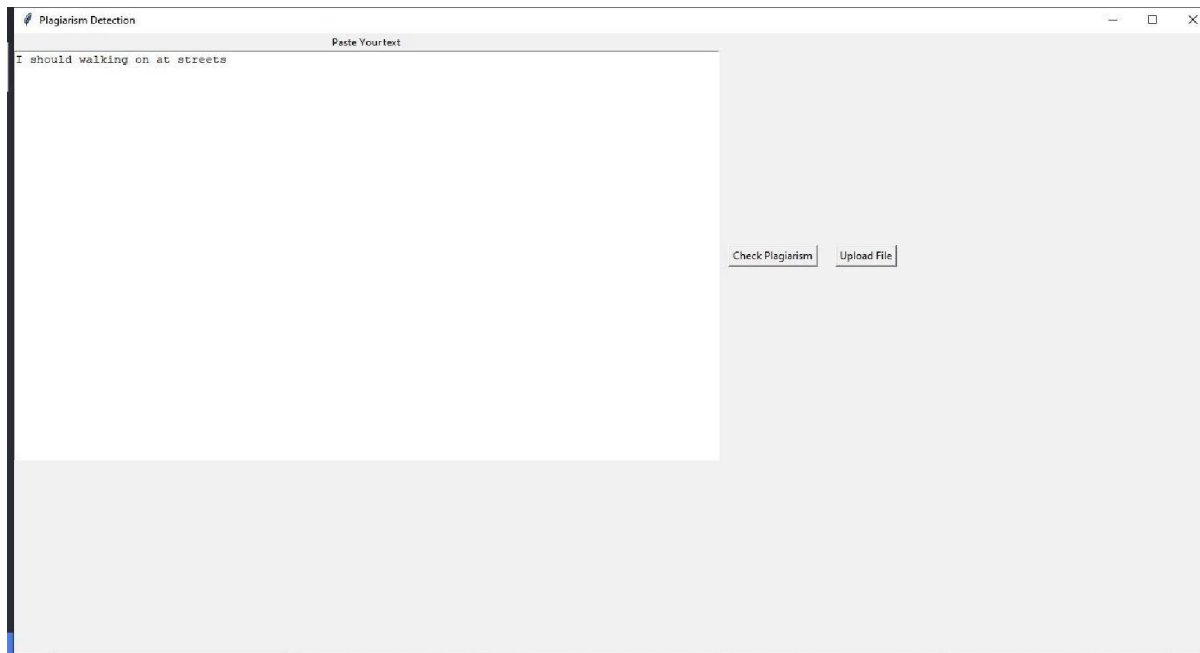 Plagiarism Detection
Paste Your text
I should walking on at streets
Check Plagiarism Upload File